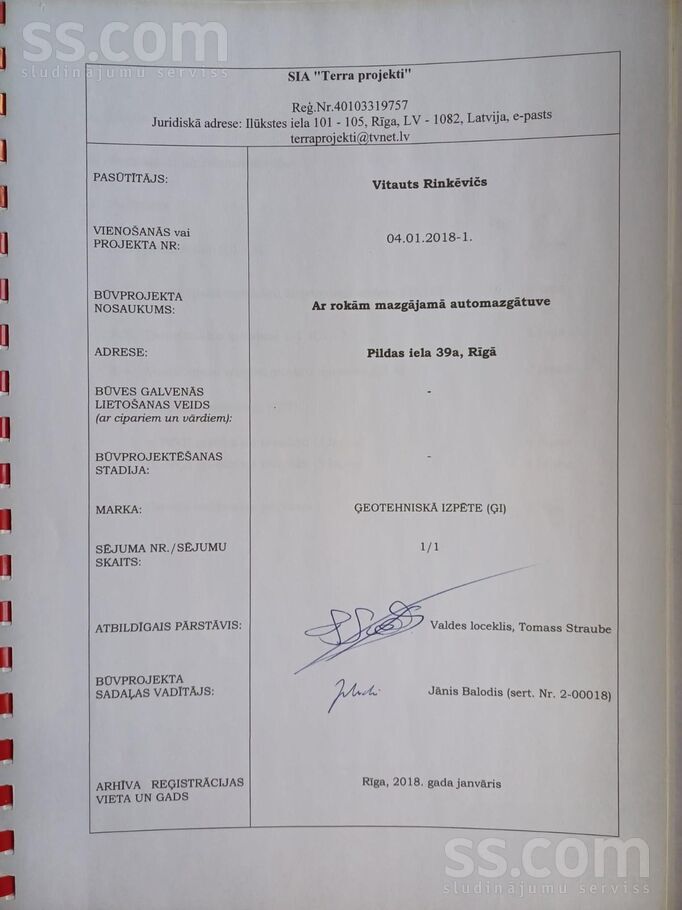 ss.com
sludinājumu serviss
SIA "Terra projekti"
Reģ.Nr.40103319757
Juridiskā adrese: Ilūkstes iela 101 - 105, Rīga, LV - 1082, Latvija, e-pasts
terraprojekti@tvnet.lv
PASŪTĪTĀJS:
Vitauts Rinkēvičs
VIENOŠANĀS vai
PROJEKTA NR:
04.01.2018-1.
BŪVPROJEKTA
NOSAUKUMS:
Ar rokām mazgājamā automazgātuve
ADRESE:
Pildas iela 39a, Rīgā
BŪVES GALVENĀS
LIETOŠANAS VEIDS
(ar cipariem un vārdiem):
-
BŪVPROJEKTĒŠANAS
STADIJA:
-
MARKA:
ĢEOTEHNISKĀ IZPĒTE (ĢI)
SĒJUMA NR./SĒJUMU
SKAITS:
1/1
ATBILDĪGAIS PĀRSTĀVIS:
Valdes loceklis, Tomass Straube
BŪVPROJEKTA
SADAĻAS VADĪTĀJS:
Jānis Balodis (sert. Nr. 2-00018)
ARHĪVA REĢISTRĀCIJAS
VIETA UN GADS
Rīga, 2018. gada janvāris
ss.com
sludinājumu serviss